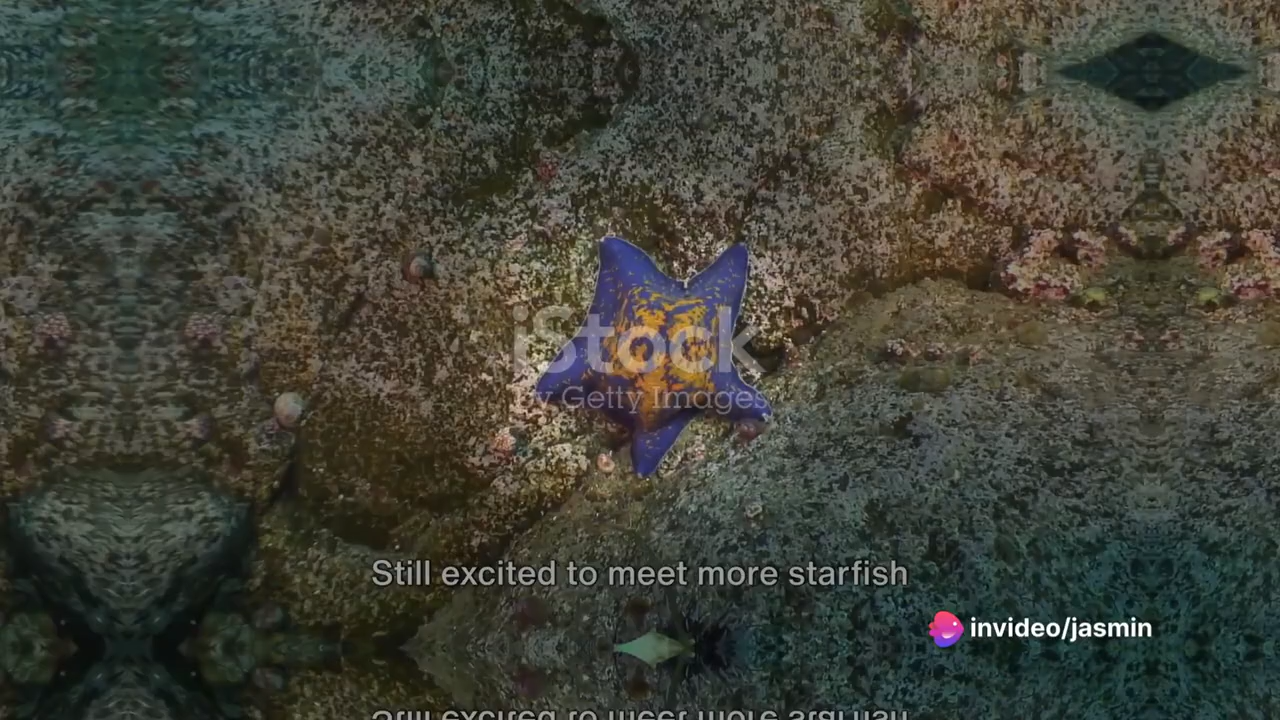 iStock
by Getty Images
Still excited to meet more starfish
invideo/jasmin